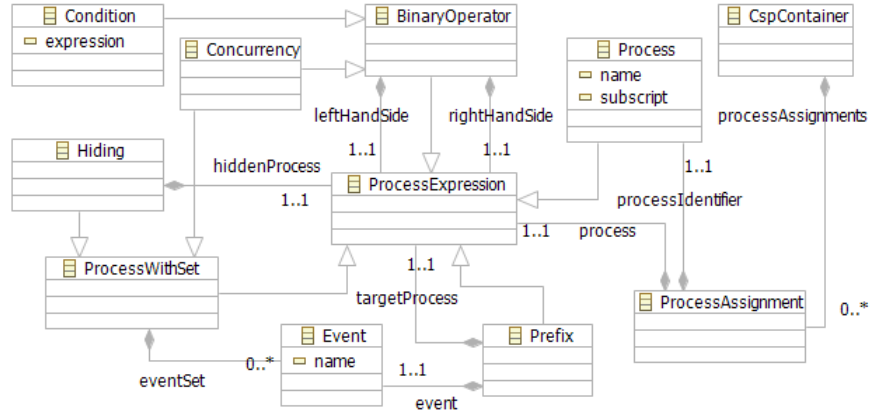 Condition
BinaryOperator
CspContainer
expression
Concurrency
Process
name
subscript
leftHandSide
rightHandSide
processAssignments
Hiding
hiddenProcess
1..1
1..1
1..1
ProcessExpression
1..1
processIdentifier
1..1
process
ProcessWithSet
1..1
targetProcess
ProcessAssignment
0..*
Event
Prefix
name
0..*
1..1
eventSet
event